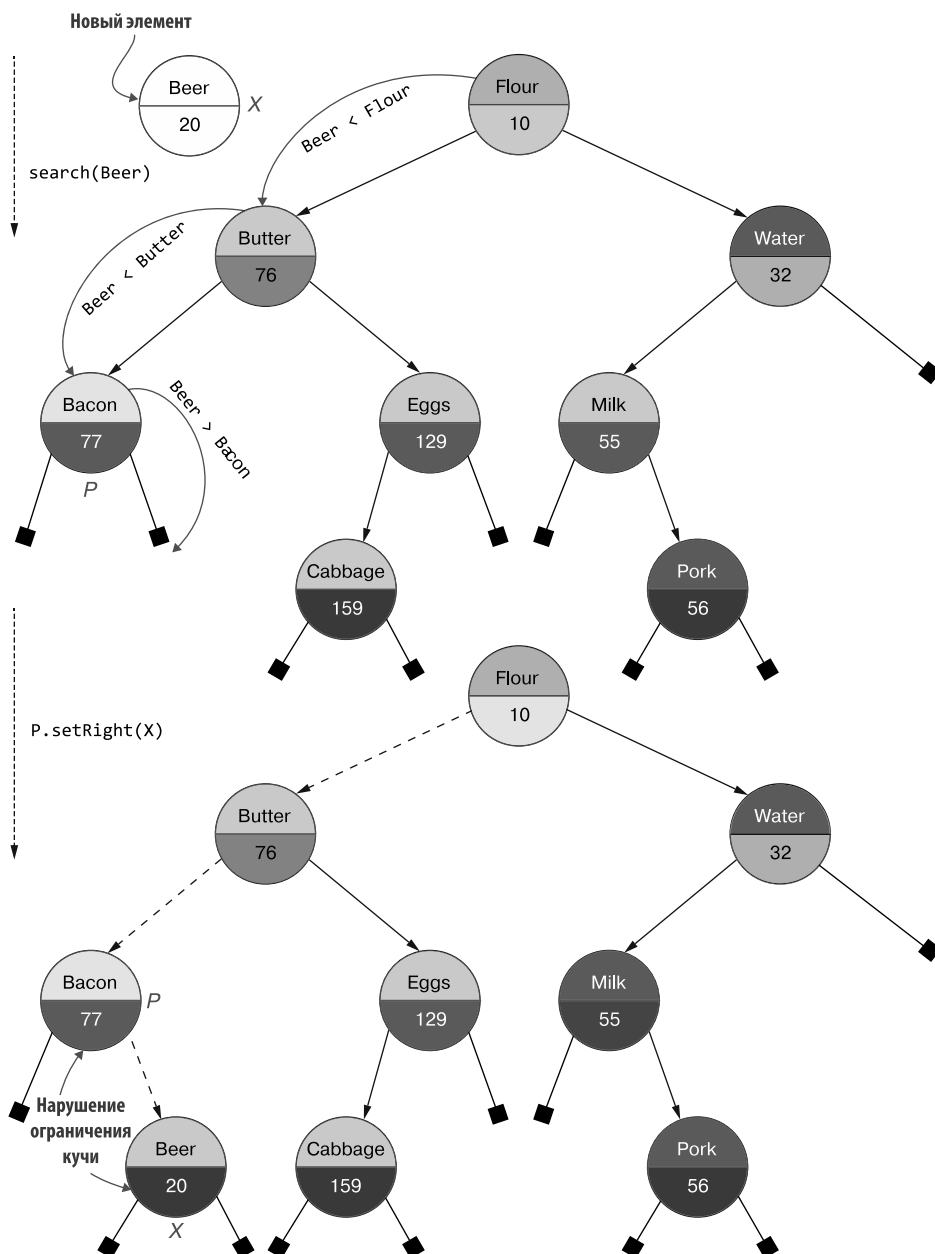 Новый элемент
Beer
20
X
Flour
10
Beer < Flour
search(Beer)
Butter
76
Water
32
Beer < Butter
Bacon
77
P
Beer > Bacon
Eggs
129
Milk
55
Cabbage
159
Pork
56
P.setRight(X)
Flour
10
Butter
76
Water
32
Bacon
77
P
Eggs
129
Milk
55
Нарушение
ограничения
кучи
Beer
20
X
Cabbage
159
Pork
56